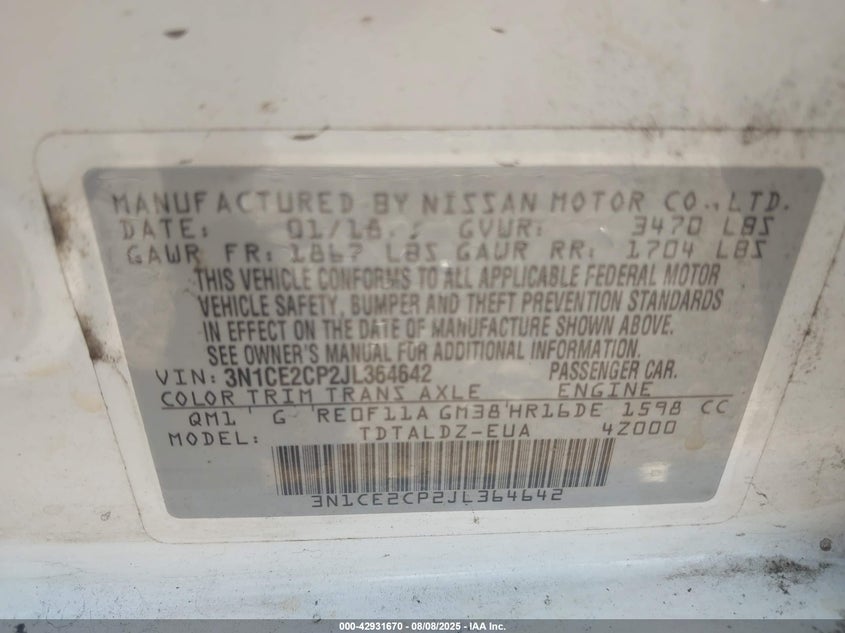 MANUFACTURED BY NISSAN MOTOR CO., LTD.
DATE: 01/18 GVWR: 3470 LBS
GAWR FR: 1867 LBS GAWR RR: 1704 LBS
THIS VEHICLE CONFORMS TO ALL APPLICABLE FEDERAL MOTOR
VEHICLE SAFETY, BUMPER AND THEFT PREVENTION STANDARDS
IN EFFECT ON THE DATE OF MANUFACTURE SHOWN ABOVE.
SEE OWNER'S MANUAL FOR ADDITIONAL INFORMATION.
VIN: 3N1CE2CP2JL364642 PASSENGER CAR
COLOR TRIM TRANS AXLE ENGINE
QM1 G RE0F11A GM38 HR16DE 1598 CC
MODEL: TDTALDZ-EUA 4Z000
3N1CE2CP2JL364642
000-42931670 - 08/08/2025 - IAA Inc.